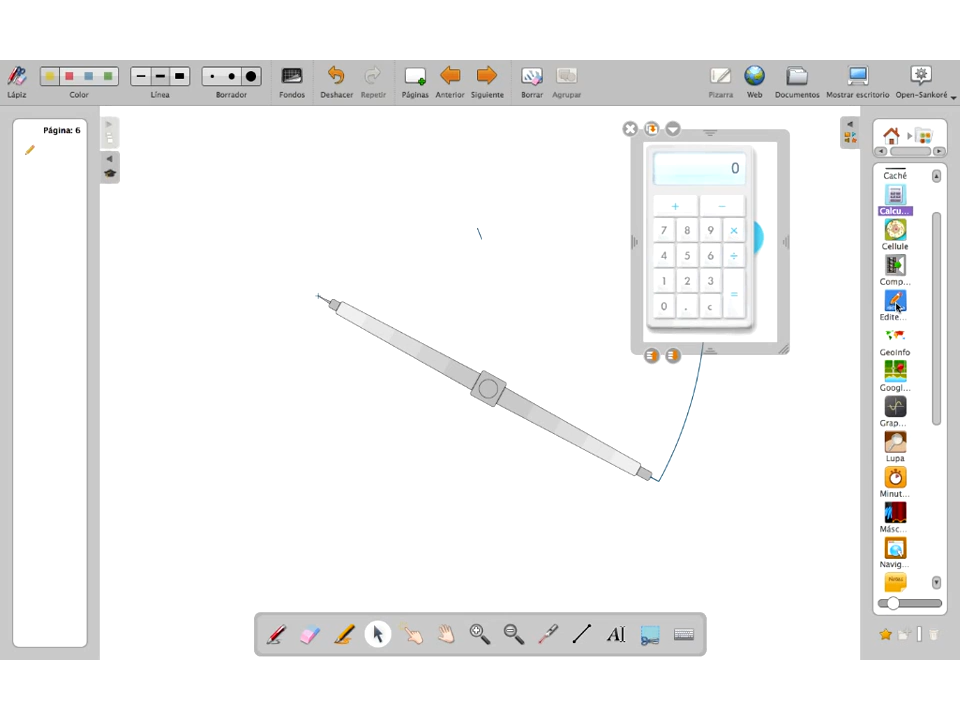 Lápiz
Color
Línea
Borrador
Fondos
Deshacer
Repetir
Páginas
Anterior
Siguiente
Borrar
Agrupar
Pizarra
Web
Documentos
Mostrar escritorio
Open-Sankoré
Página: 6
0
+ −
7 8 9 ×
4 5 6 ÷
1 2 3 =
0 . c
Caché
Calcu...
Cellule
Comp...
Edite...
GeoInfo
Googl...
Grap...
Lupa
Minut...
Másc...
Navig...
AI